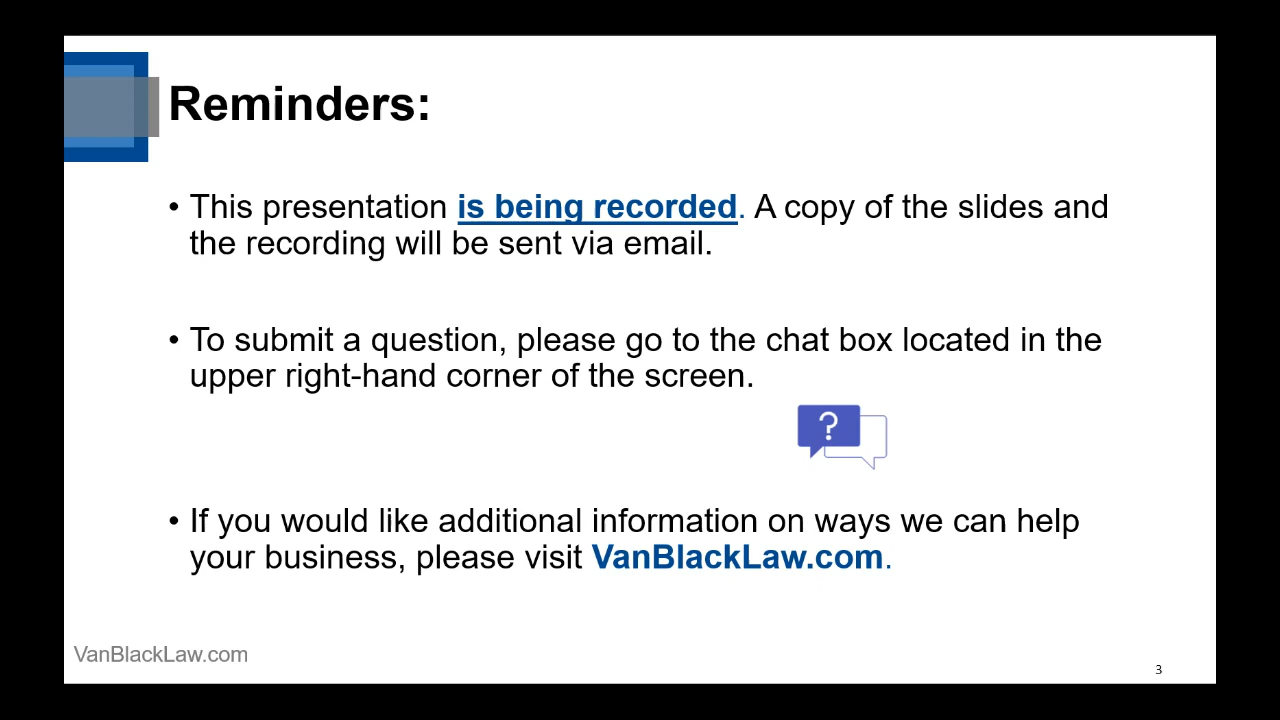 Reminders:
• This presentation is being recorded. A copy of the slides and
the recording will be sent via email.
• To submit a question, please go to the chat box located in the
upper right-hand corner of the screen.
?
• If you would like additional information on ways we can help
your business, please visit VanBlackLaw.com.
VanBlackLaw.com
3